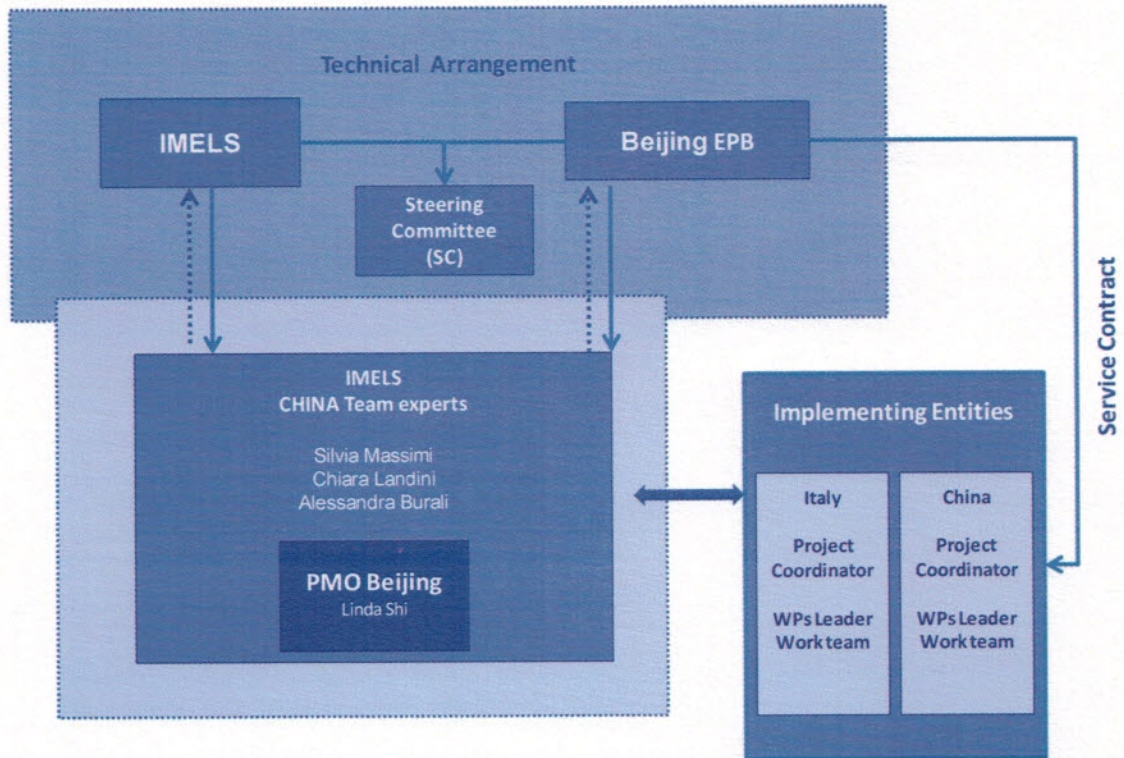 Technical Arrangement
IMELS
Beijing EPB
Steering
Committee
(SC)
IMELS
CHINA Team experts
Silvia Massimi
Chiara Landini
Alessandra Burali
PMO Beijing
Linda Shi
Implementing Entities
Italy
Project
Coordinator
WPs Leader
Work team
China
Project
Coordinator
WPs Leader
Work team
Service Contract